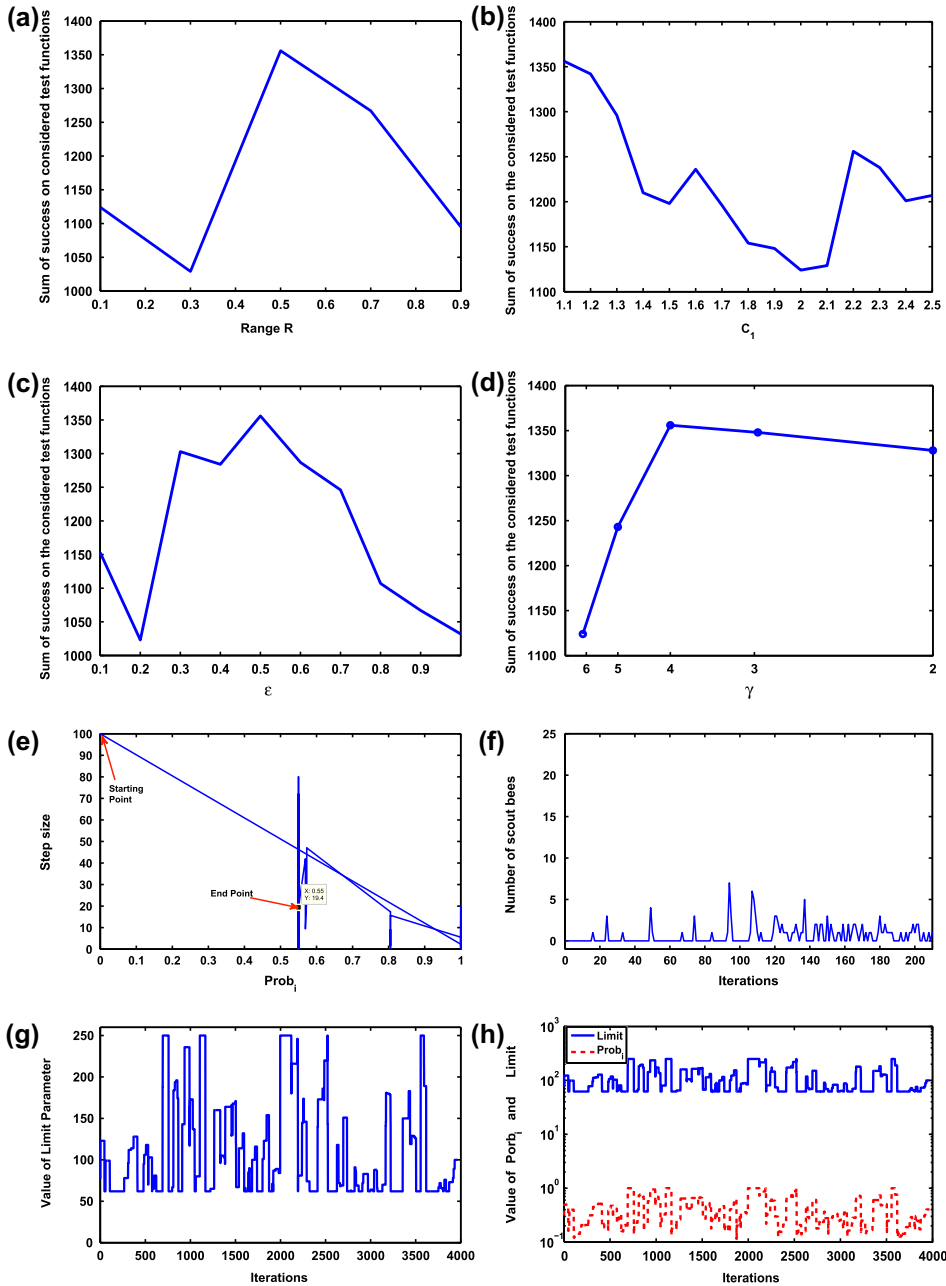 (a)
Sum of success on considered test functions
1400
1350
1300
1250
1200
1150
1100
1050
1000
0.1 0.2 0.3 0.4 0.5 0.6 0.7 0.8 0.9
Range R
(b)
Sum of success on the considered test functions
1400
1350
1300
1250
1200
1150
1100
1.1 1.2 1.3 1.4 1.5 1.6 1.7 1.8 1.9 2 2.1 2.2 2.3 2.4 2.5
C1
(c)
Sum of success on the considered test functions
1400
1350
1300
1250
1200
1150
1100
1050
1000
0.1 0.2 0.3 0.4 0.5 0.6 0.7 0.8 0.9
ε
(d)
Sum of success on the considered test functions
1400
1350
1300
1250
1200
1150
1100
6 5 4 3 2
γ
(e)
Step size
100
90
80
70
60
50
40
30
20
10
0
Starting
Point
End Point
X: 0.55
Y: 19.4
0 0.1 0.2 0.3 0.4 0.5 0.6 0.7 0.8 0.9 1
Probi
(f)
Number of scout bees
25
20
15
10
5
0
0 20 40 60 80 100 120 140 160 180 200
Iterations
(g)
Value of Limit Parameter
250
200
150
100
50
0
0 500 1000 1500 2000 2500 3000 3500 4000
Iterations
(h)
Value of Porbi and Limit
10^3
10^2
10^1
10^0
10^-1
Limit
Probi
0 500 1000 1500 2000 2500 3000 3500 4000
Iterations